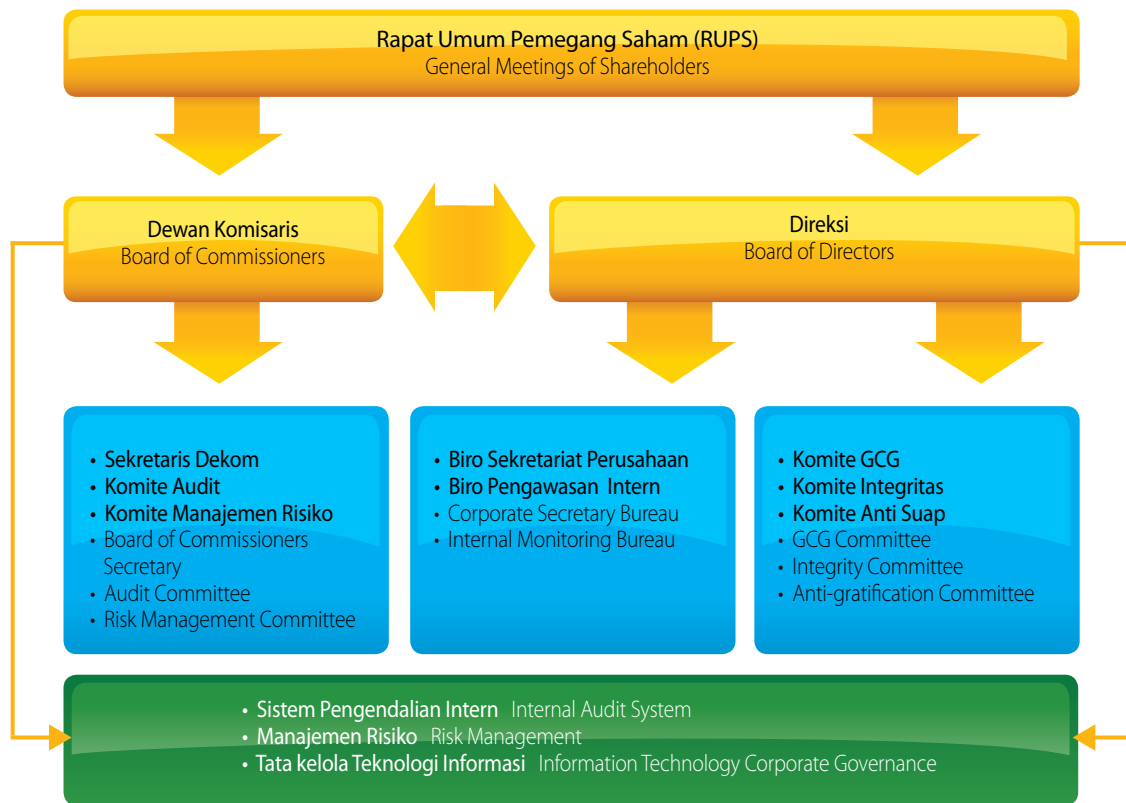 Rapat Umum Pemegang Saham (RUPS)
General Meetings of Shareholders
Dewan Komisaris
Board of Commissioners
Direksi
Board of Directors
• Sekretaris Dekom
• Komite Audit
• Komite Manajemen Risiko
• Board of Commissioners
Secretary
• Audit Committee
• Risk Management Committee
• Biro Sekretariat Perusahaan
• Biro Pengawasan Intern
• Corporate Secretary Bureau
• Internal Monitoring Bureau
• Komite GCG
• Komite Integritas
• Komite Anti Suap
• GCG Committee
• Integrity Committee
• Anti-gratification Committee
• Sistem Pengendalian Intern Internal Audit System
• Manajemen Risiko Risk Management
• Tata kelola Teknologi Informasi Information Technology Corporate Governance